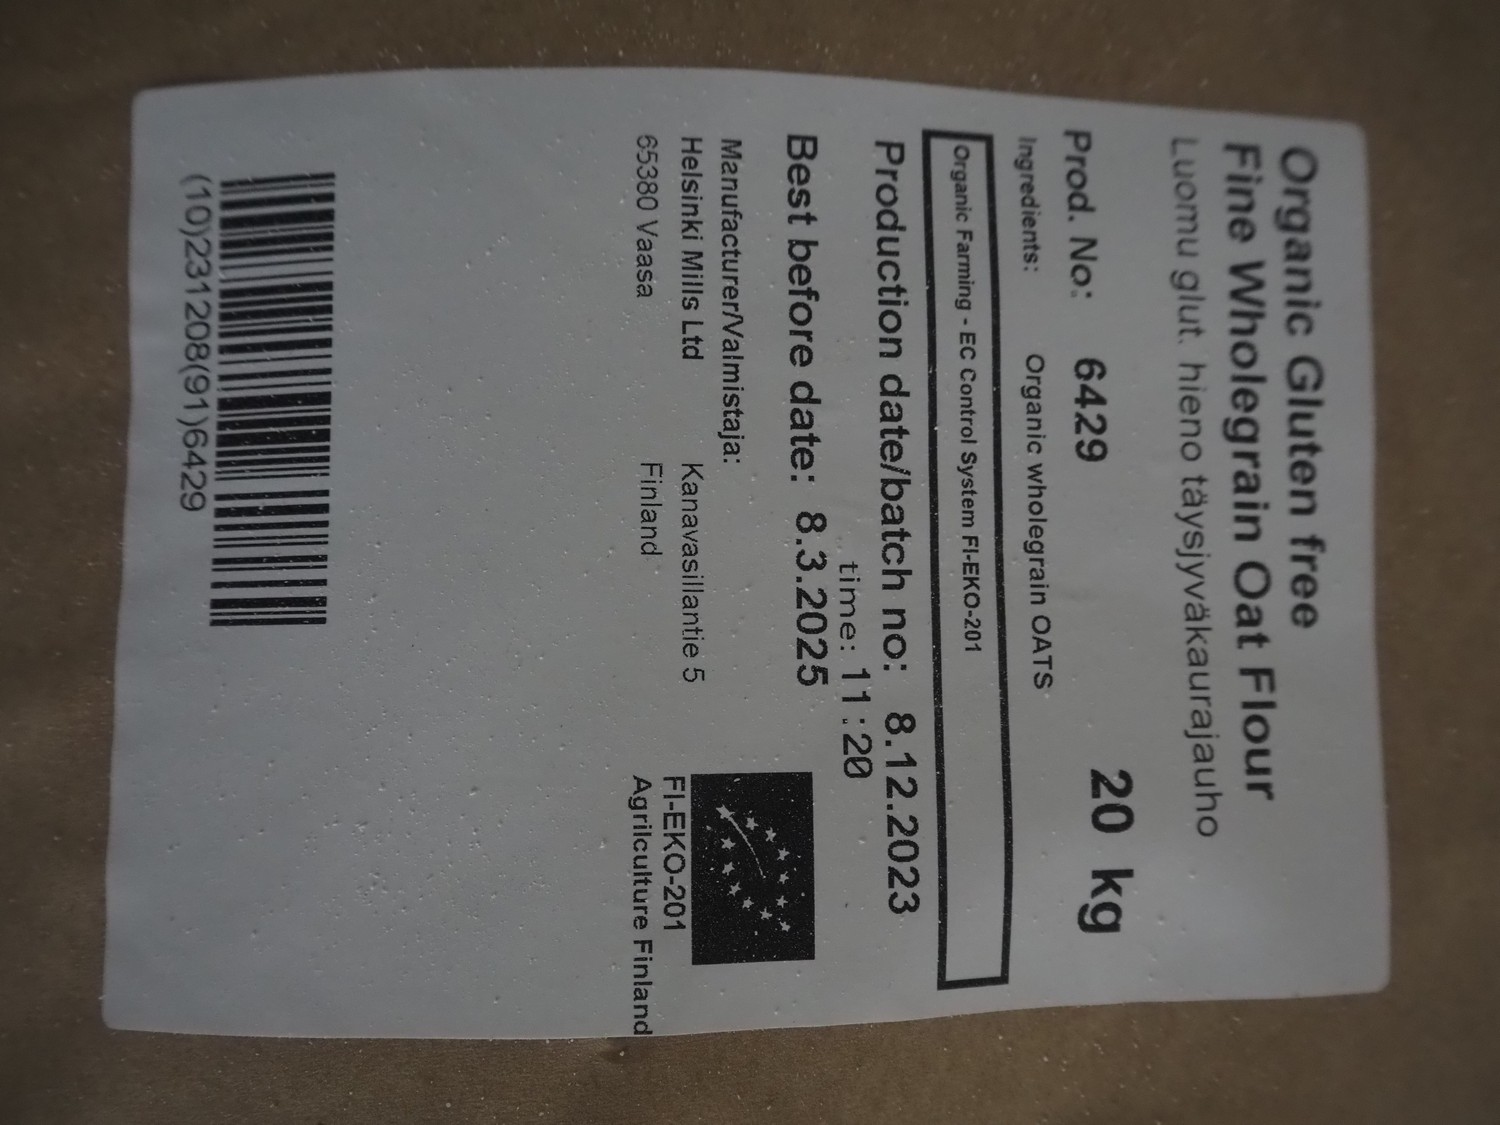 Organic Gluten free
Fine Wholegrain Oat Flour
Luomu glut. hieno täysjyväkaurajauho
Prod. No: 6429 20 kg
Ingredients: Organic wholegrain OATS
Organic Farming - EC Control System FI-EKO-201
Production date/batch no: 8.12.2023
time: 11:20
Best before date: 8.3.2025
Manufacturer/Valmistaja:
Helsinki Mills Ltd Kanavasillantie 5
65380 Vaasa Finland
FI-EKO-201
Agrilculture Finland
(10)231208(91)6429